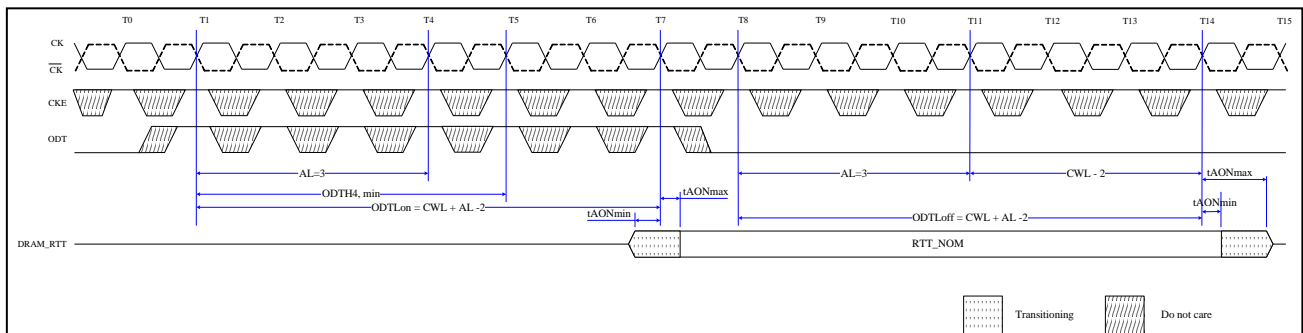 T0 T1 T2 T3 T4 T5 T6 T7 T8 T9 T10 T11 T12 T13 T14 T15
CK
CK
CKE
ODT
AL=3 AL=3 CWL - 2
tAONmax
ODTH4, min
tAONmax
tAONmin
ODTLon = CWL + AL -2
tAONmin
ODTLoff = CWL + AL -2
DRAM_RTT RTT_NOM
Transitioning Do not care